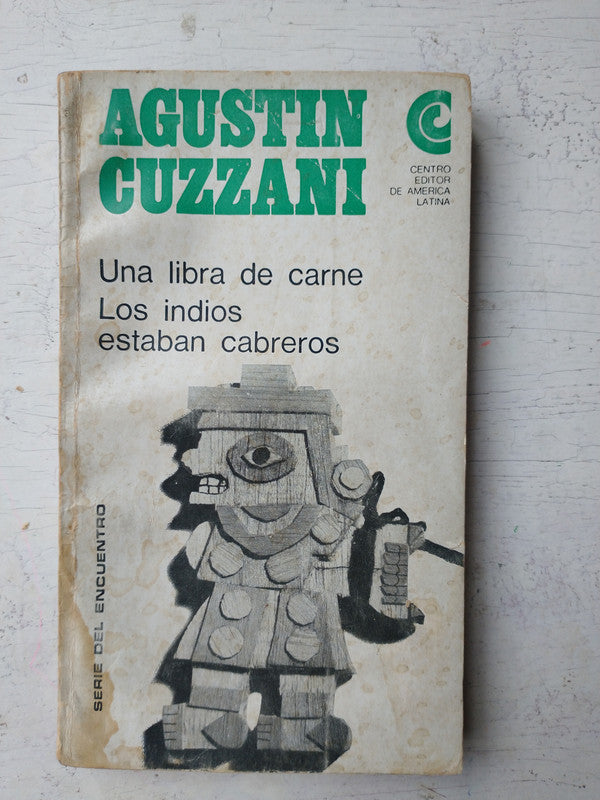 AGUSTIN
CUZZANI
CENTRO
EDITOR
DE AMERICA
LATINA
Una libra de carne
Los indios
estaban cabreros
SERIE DEL ENCUENTRO